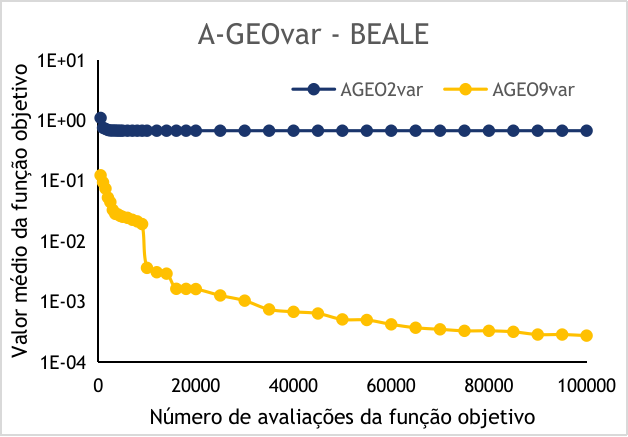 A-GEOvar - BEALE
AGEO2var
AGEO9var
Valor médio da função objetivo
1E+01
1E+00
1E-01
1E-02
1E-03
1E-04
0
20000
40000
60000
80000
100000
Número de avaliações da função objetivo